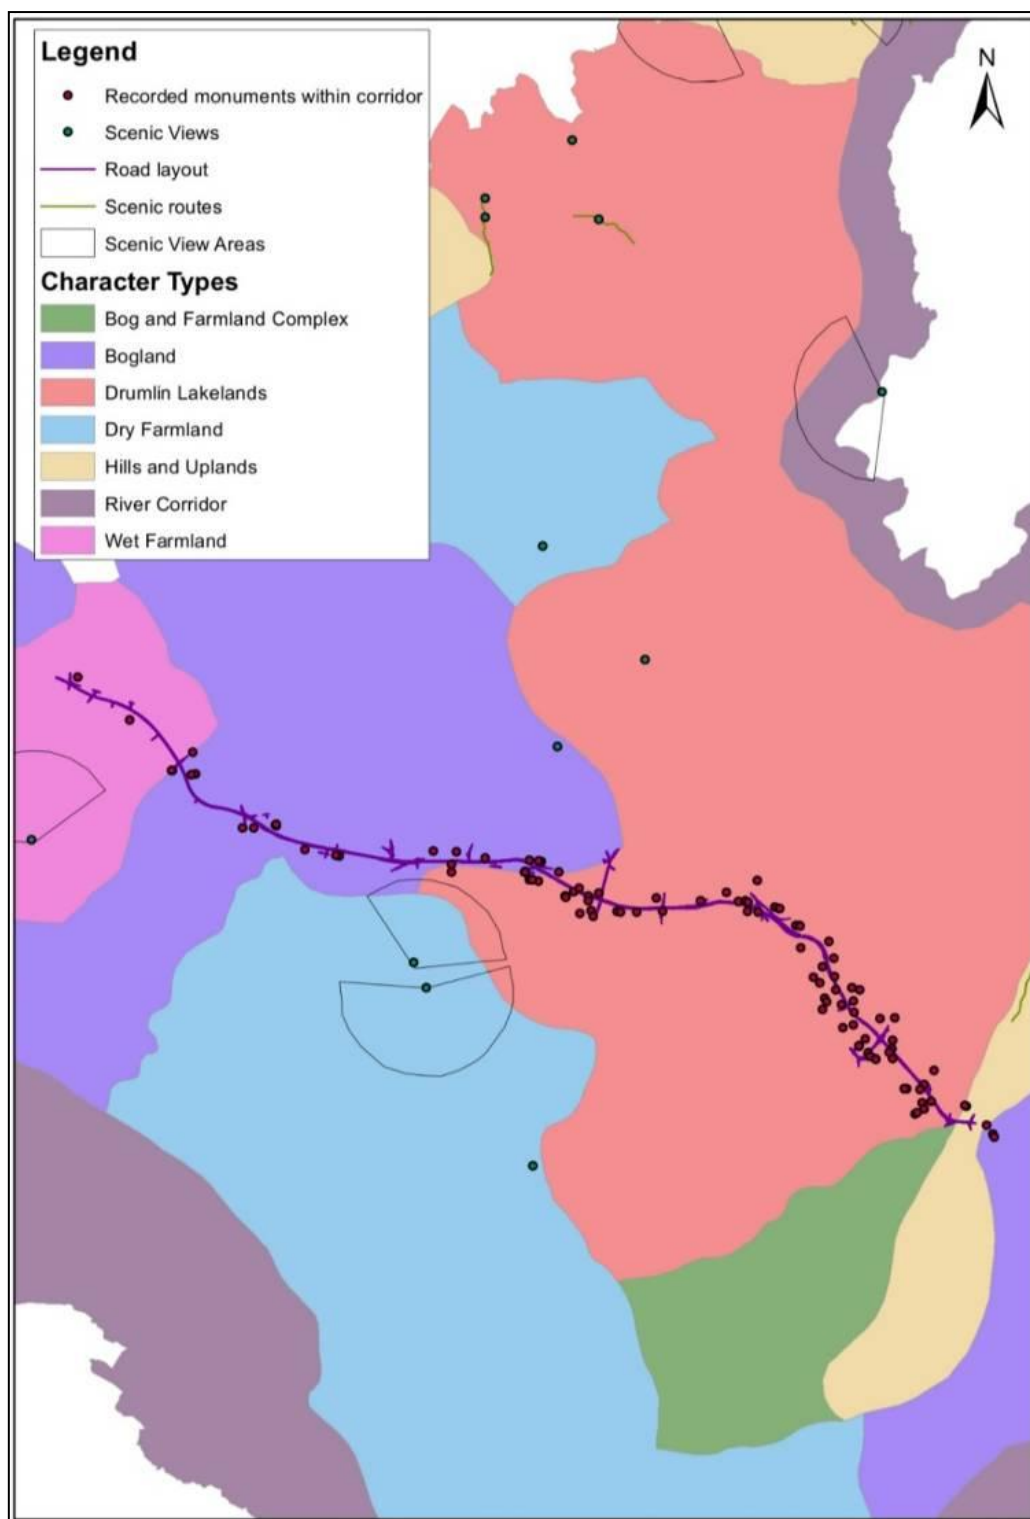 Legend
Recorded monuments within corridor
Scenic Views
Road layout
Scenic routes
Scenic View Areas
Character Types
Bog and Farmland Complex
Bogland
Drumlin Lakelands
Dry Farmland
Hills and Uplands
River Corridor
Wet Farmland
N